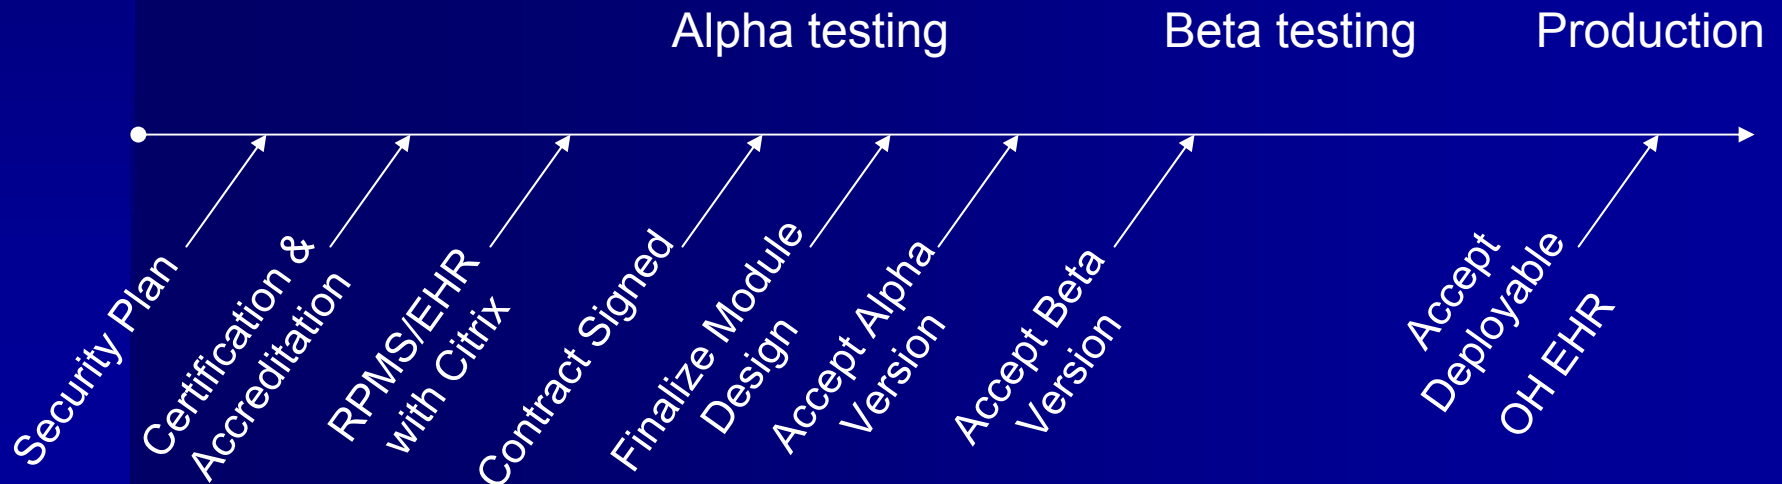 Alpha testing
Beta testing
Production
Security Plan
Certification &
Accreditation
RPMS/EHR
with Citrix
Contract Signed
Finalize Module
Design
Accept Alpha
Version
Accept Beta
Version
Accept
Deployable
OH EHR